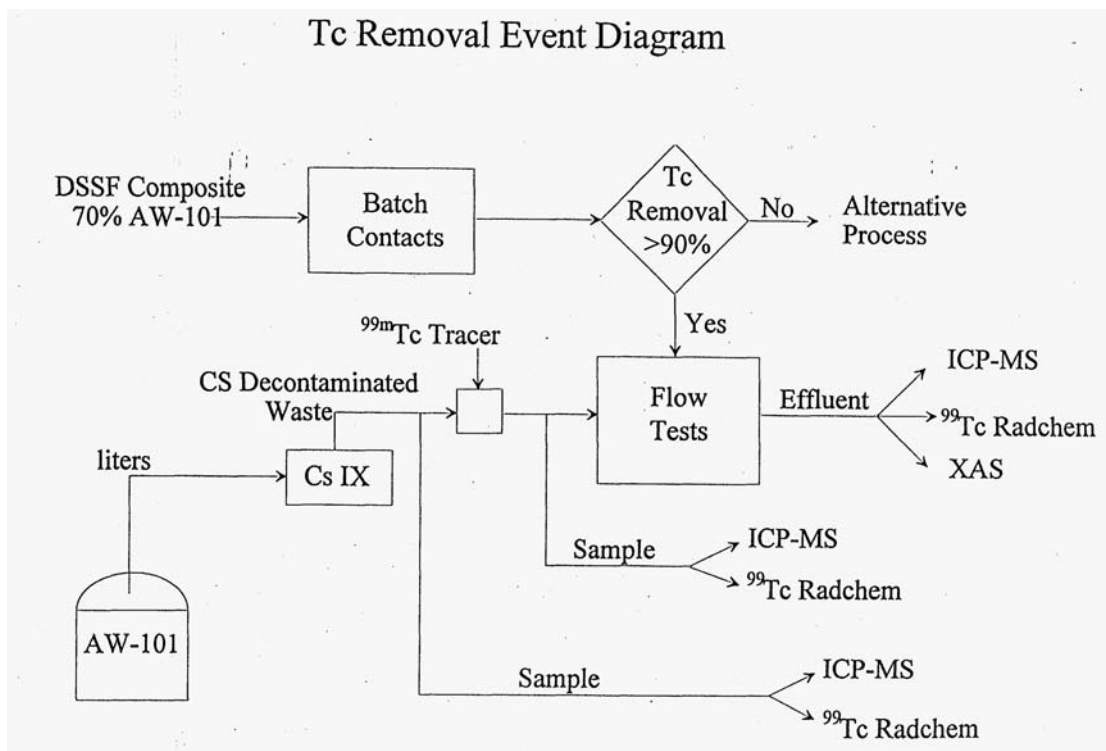 Tc Removal Event Diagram
DSSF Composite
70% AW-101
Batch
Contacts
Tc
Removal
>90%
No
Alternative
Process
Yes
99mTc Tracer
CS Decontaminated
Waste
liters
Cs IX
Flow
Tests
Effluent
ICP-MS
99Tc Radchem
XAS
Sample
ICP-MS
99Tc Radchem
AW-101
Sample
ICP-MS
99Tc Radchem